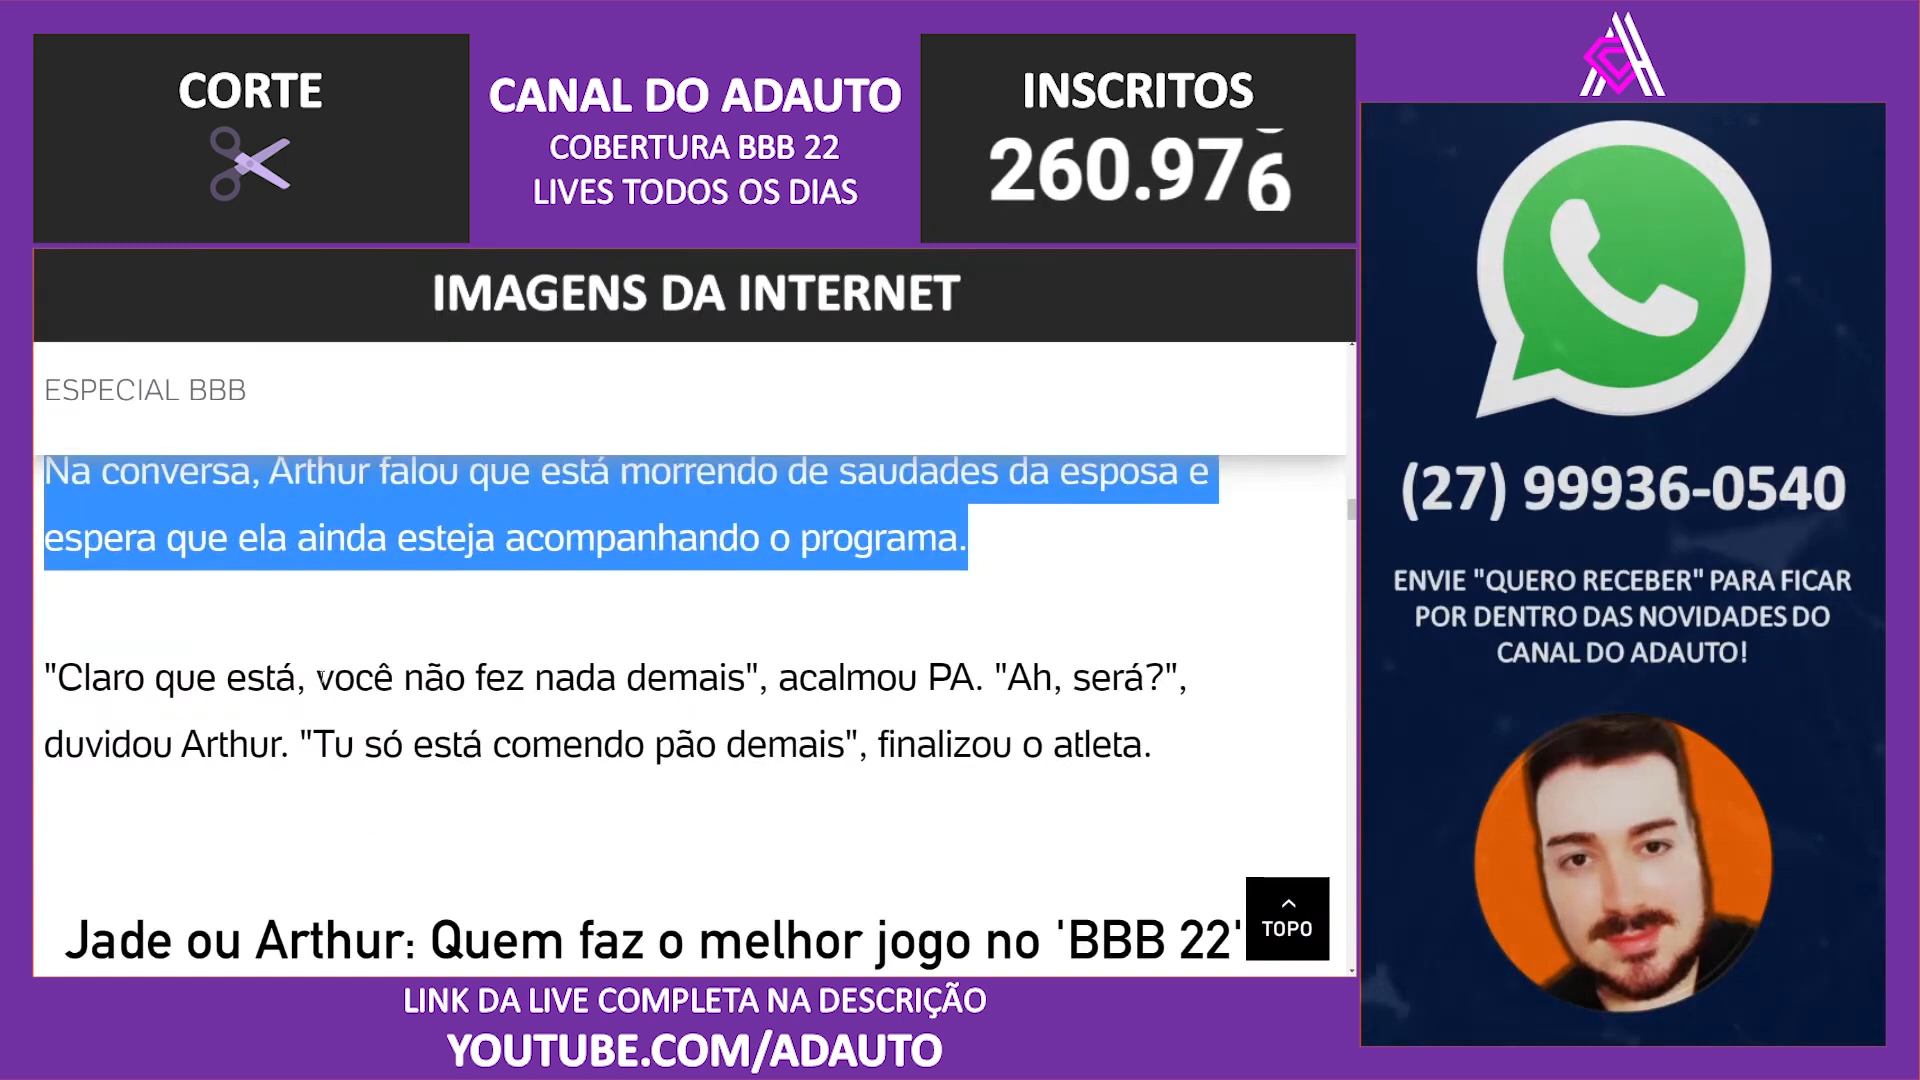 CORTE
CANAL DO ADAUTO
COBERTURA BBB 22
LIVES TODOS OS DIAS
INSCRITOS
260.976
IMAGENS DA INTERNET
ESPECIAL BBB
Na conversa, Arthur falou que está morrendo de saudades da esposa e
espera que ela ainda esteja acompanhando o programa.
"Claro que está, você não fez nada demais", acalmou PA. "Ah, será?",
duvidou Arthur. "Tu só está comendo pão demais", finalizou o atleta.
Jade ou Arthur: Quem faz o melhor jogo no 'BBB 22'
TOPO
LINK DA LIVE COMPLETA NA DESCRIÇÃO
YOUTUBE.COM/ADAUTO
(27) 99936-0540
ENVIE "QUERO RECEBER" PARA FICAR
POR DENTRO DAS NOVIDADES DO
CANAL DO ADAUTO!